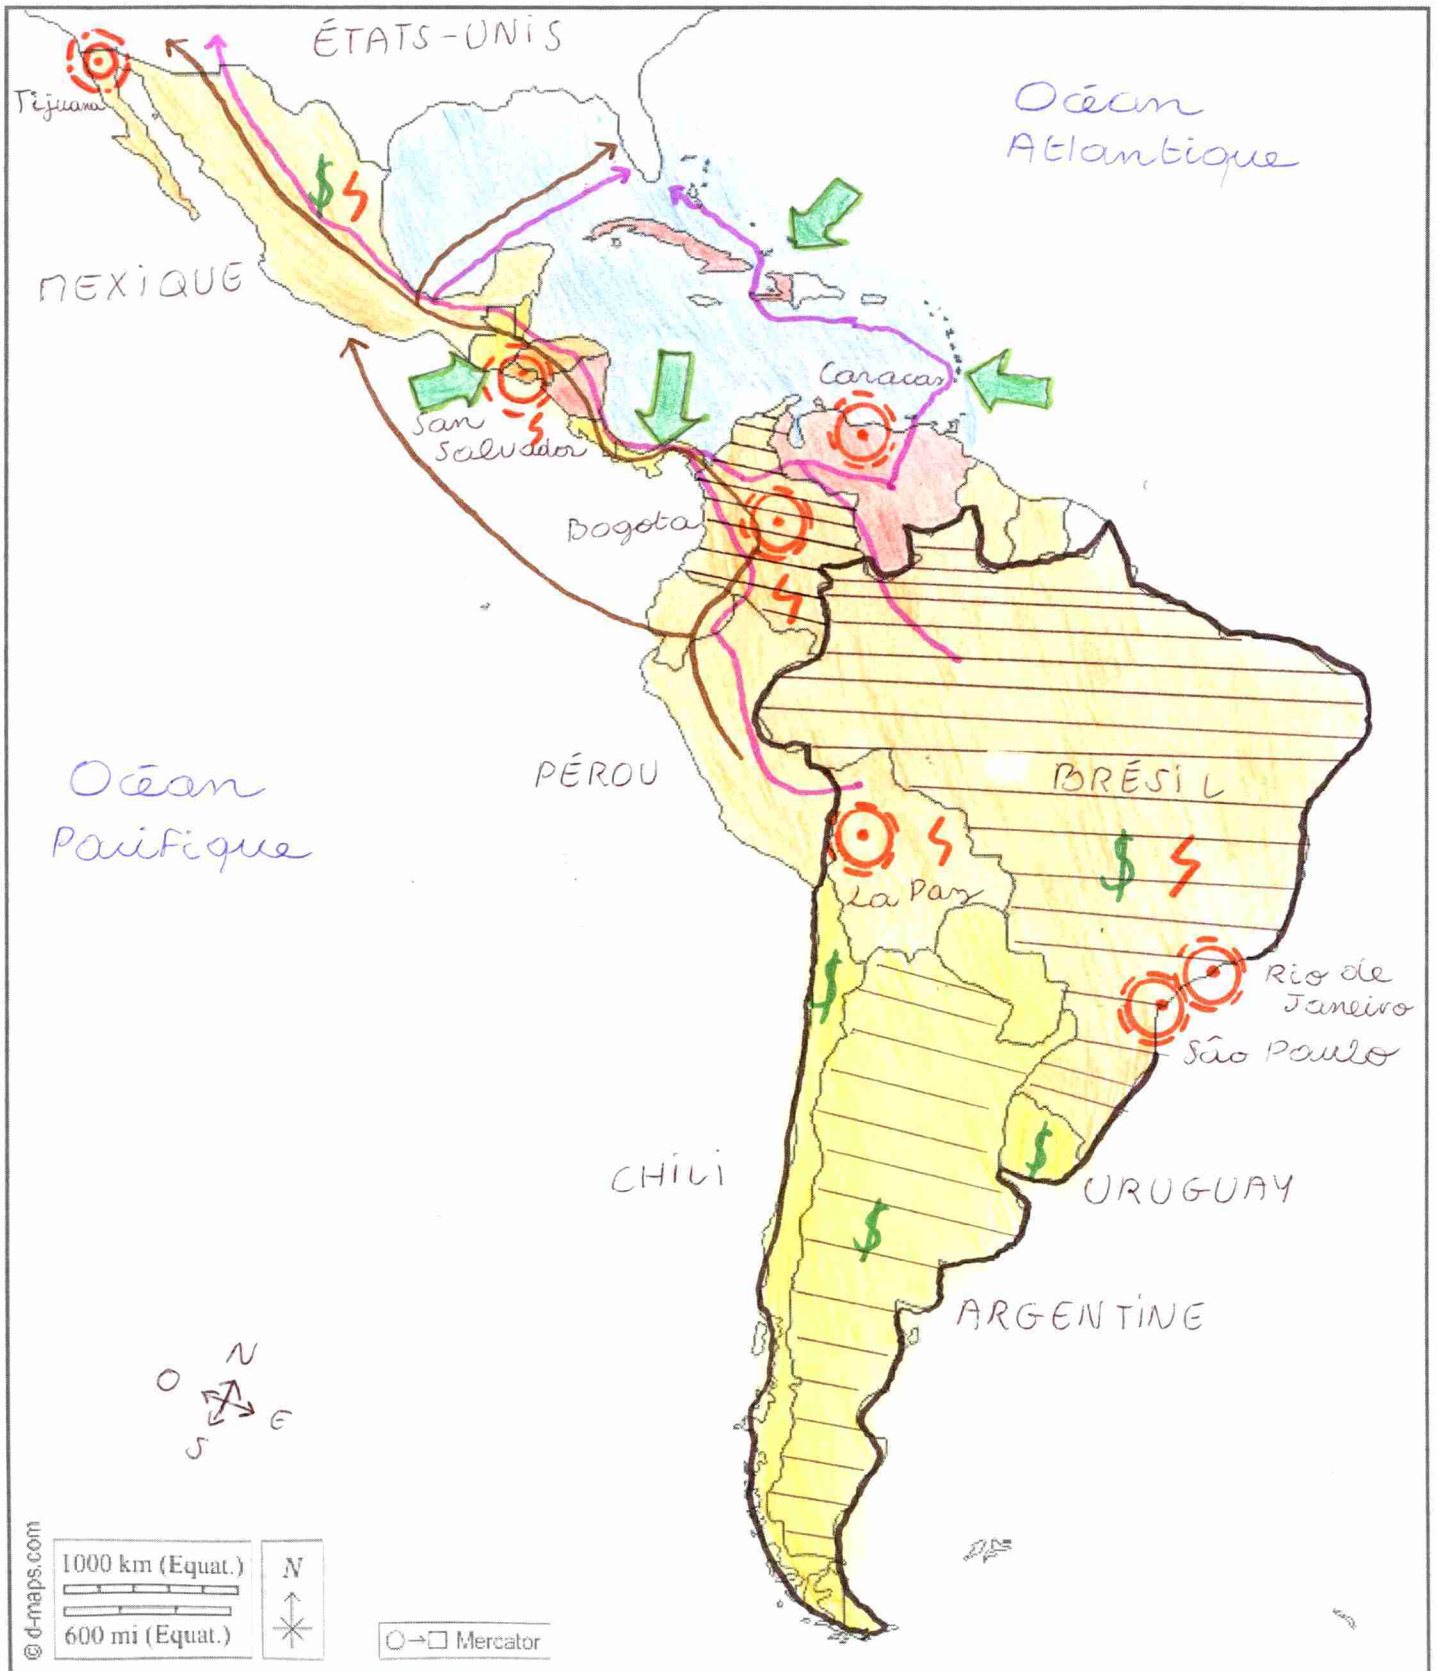 ÉTATS-UNIS
Océan
Atlantique
Tijuana
$
MEXIQUE
Caracas
San
Salvador
Bogota
PÉROU
BRÉSIL
Océan
Pacifique
$
La Paz
$
Rio de
Janeiro
São Paulo
CHILI
$
URUGUAY
$
ARGENTINE
N
O
E
S
© d-maps.com
1000 km (Equat.)
600 mi (Equat.)
N
Mercator